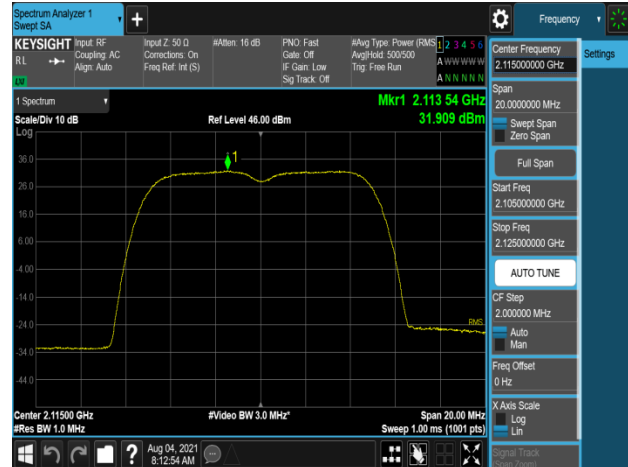 Spectrum Analyzer 1
Swept SA
+
Frequency
KEYSIGHT
RL
LW
Input: RF
Coupling: AC
Align: Auto
Input Z: 50 Ω
Corrections: On
Freq Ref: Int (S)
#Atten: 16 dB
PNO: Fast
Gate: Off
IF Gain: Low
Sig Track: Off
#Avg Type: Power (RMS
Avg|Hold: 500/500
Trig: Free Run
1 2 3 4 5 6
A W W W W W
A N N N N N
1 Spectrum
Scale/Div 10 dB
Log
Ref Level 46.00 dBm
Mkr1 2.113 54 GHz
31.909 dBm
1
36.0
26.0
16.0
6.00
-4.00
-14.0
-24.0
-34.0
-44.0
RMS
Center 2.11500 GHz
#Res BW 1.0 MHz
#Video BW 3.0 MHz*
Span 20.00 MHz
Sweep 1.00 ms (1001 pts)
Aug 04, 2021
8:12:54 AM
?
Center Frequency
2.115000000 GHz
Span
20.0000000 MHz
Swept Span
Zero Span
Full Span
Start Freq
2.105000000 GHz
Stop Freq
2.125000000 GHz
AUTO TUNE
CF Step
2.000000 MHz
Auto
Man
Freq Offset
0 Hz
X Axis Scale
Log
Lin
Signal Track
(Span Zoom)
Settings